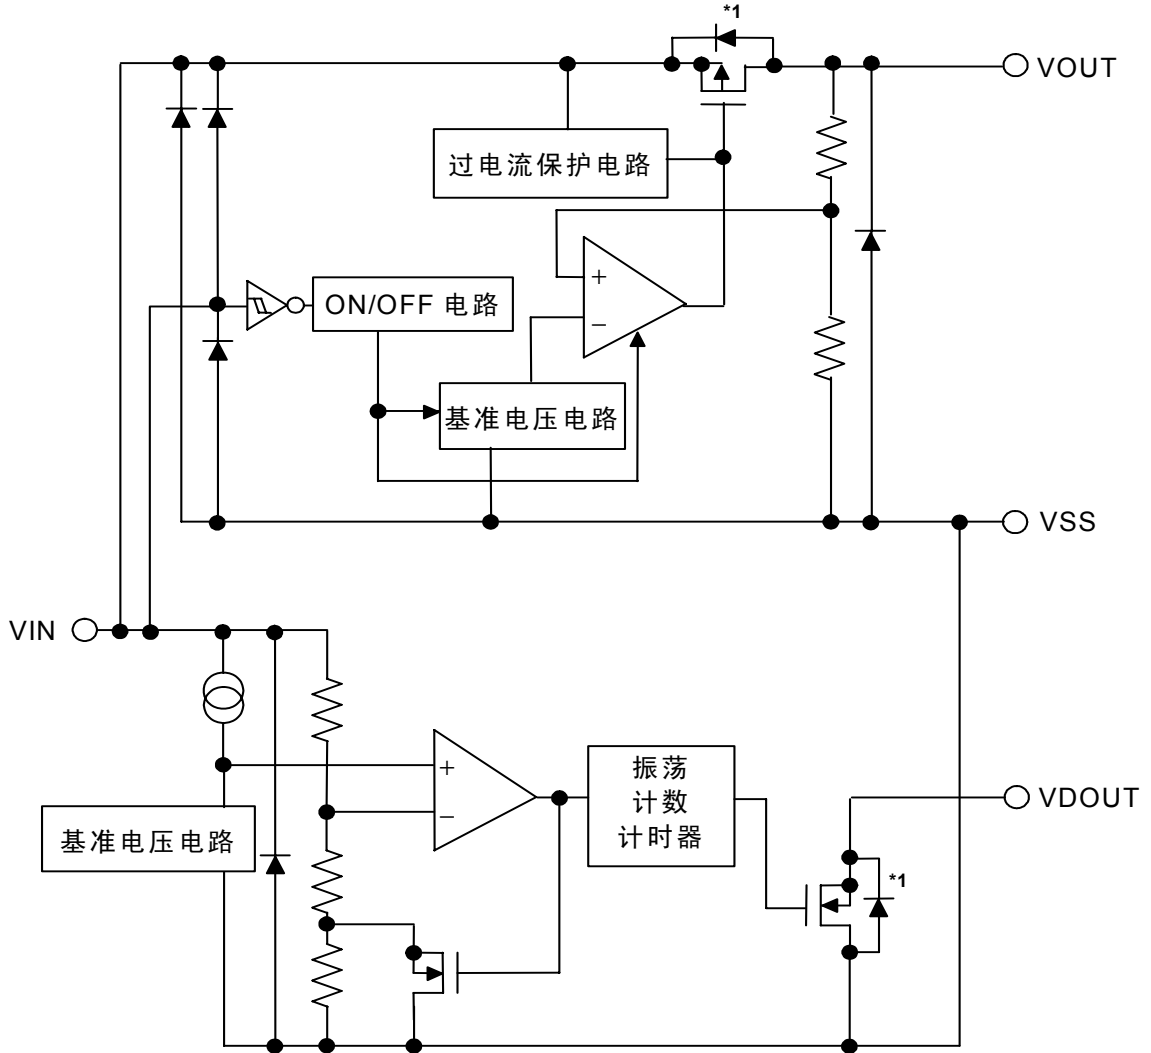 *1
VOUT
过电流保护电路
+
−
ON/OFF 电路
基准电压电路
VSS
VIN
+
−
振荡
计数
计时器
VDOUT
基准电压电路
*1